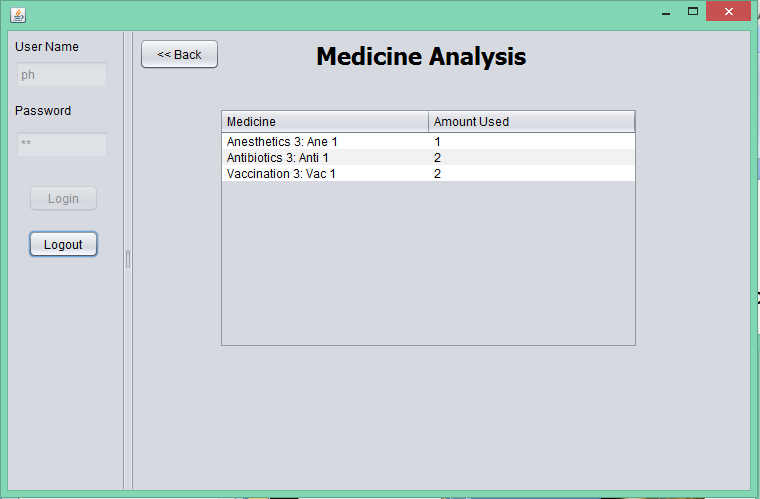 User Name
ph
Password
**
Login
Logout
<< Back
Medicine Analysis
Medicine Amount Used
Anesthetics 3: Ane 1 1
Antibiotics 3: Anti 1 2
Vaccination 3: Vac 1 2